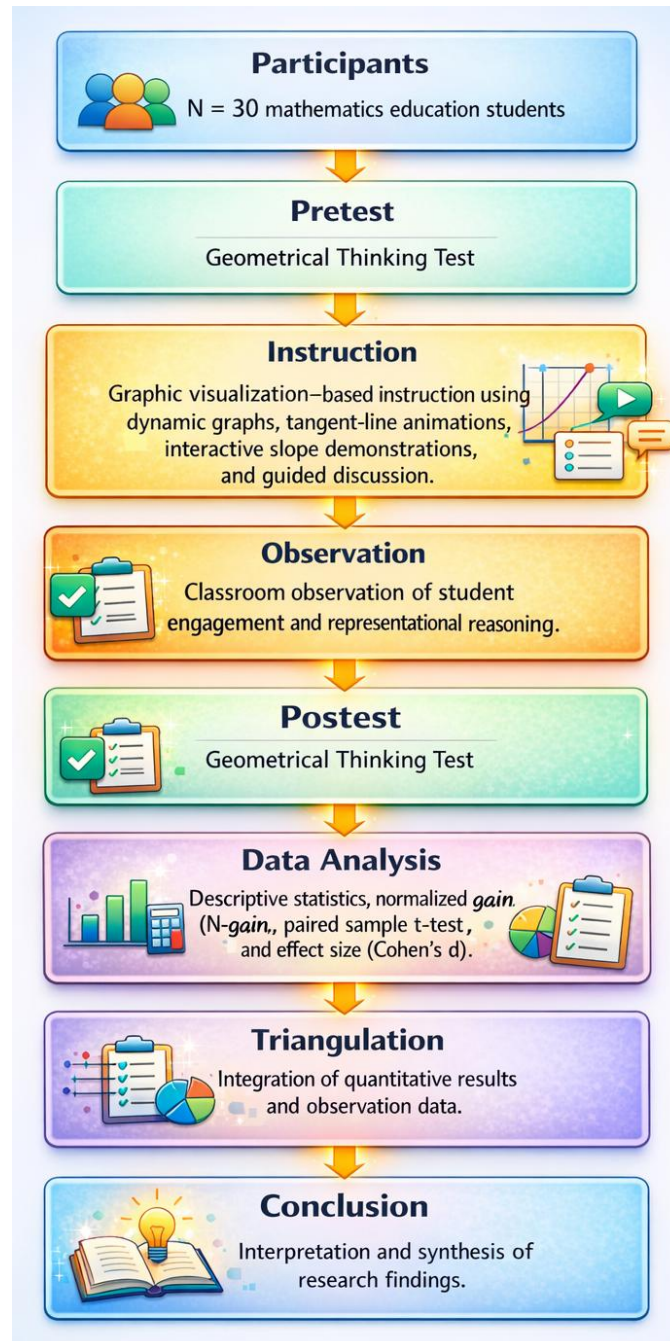 Participants
N = 30 mathematics education students
Pretest
Geometrical Thinking Test
Instruction
Graphic visualization–based instruction using
dynamic graphs, tangent-line animations,
interactive slope demonstrations,
and guided discussion.
Observation
Classroom observation of student
engagement and representational reasoning.
Postest
Geometrical Thinking Test
Data Analysis
Descriptive statistics, normalized gain.
(N-gain,, paired sample t-test,
and effect size (Cohen's d).
Triangulation
Integration of quantitative results
and observation data.
Conclusion
Interpretation and synthesis of
research findings.